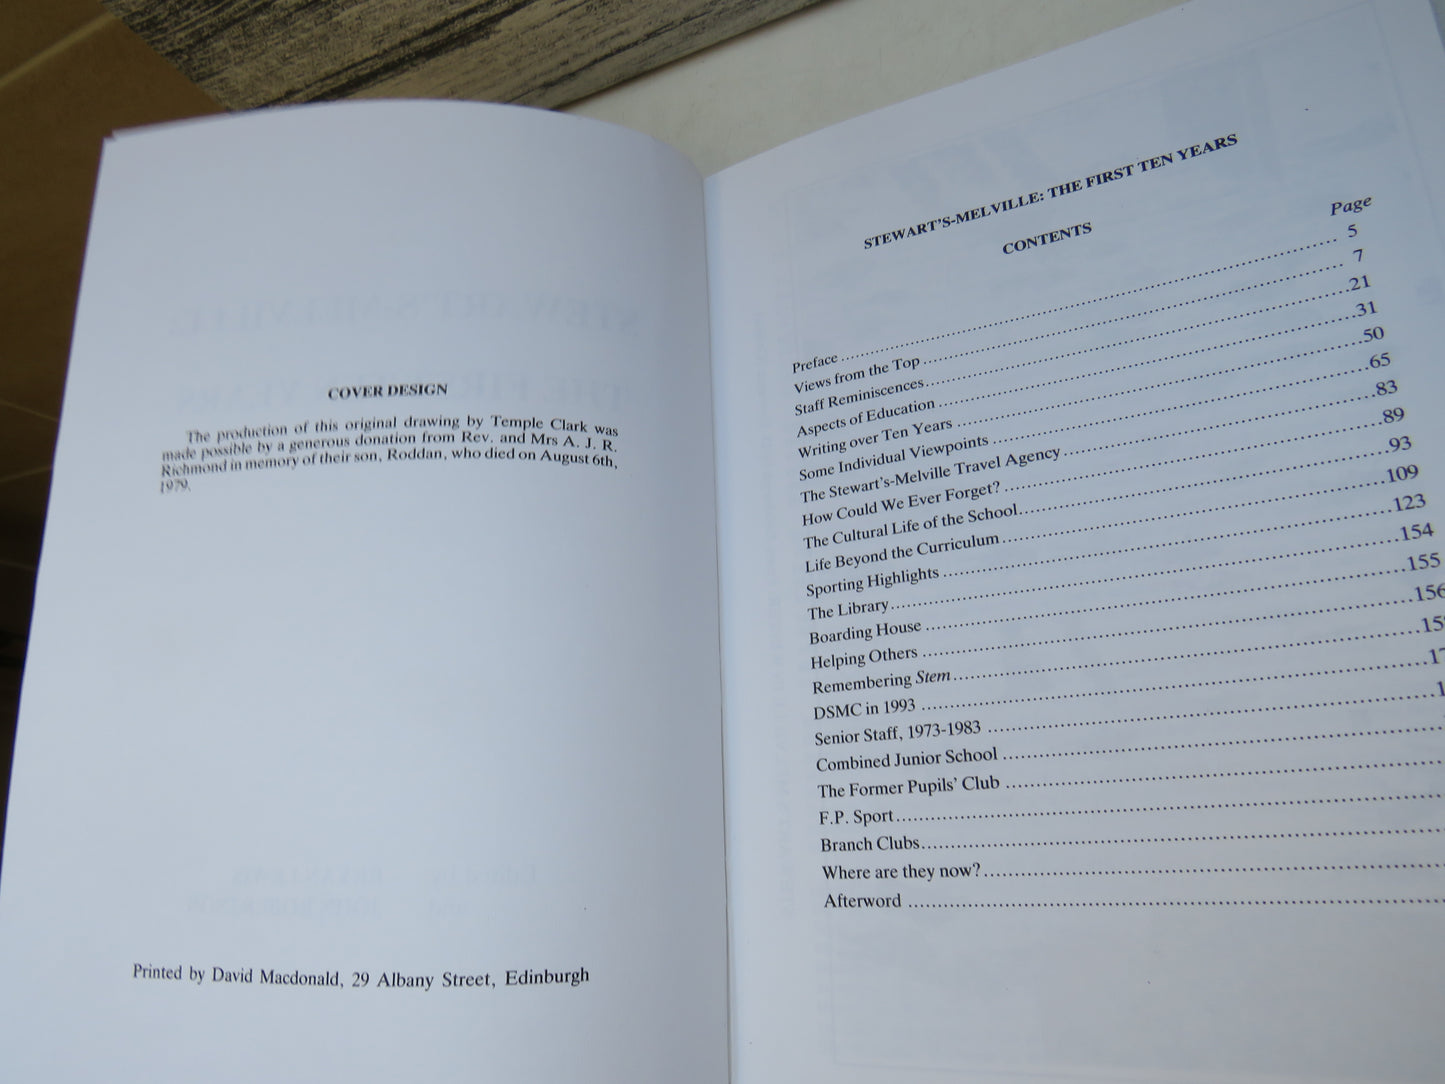 COVER DESIGN
The production of this original drawing by Temple Clark was
made possible by a generous donation from Rev. and Mrs A. J. R.
Richmond in memory of their son, Roddan, who died on August 6th,
1979.
Printed by David Macdonald, 29 Albany Street, Edinburgh
STEWART'S-MELVILLE: THE FIRST TEN YEARS
CONTENTS
Page
Preface 5
Views from the Top 7
Staff Reminiscences 21
Aspects of Education 31
Writing over Ten Years 50
Some Individual Viewpoints 65
The Stewart's-Melville Travel Agency 83
How Could We Ever Forget? 89
The Cultural Life of the School 93
Life Beyond the Curriculum 109
Sporting Highlights 123
The Library 154
Boarding House 155
Helping Others 156
Remembering Stem
DSMC in 1993
Senior Staff, 1973-1983
Combined Junior School
The Former Pupils' Club
F.P. Sport
Branch Clubs
Where are they now?
Afterword